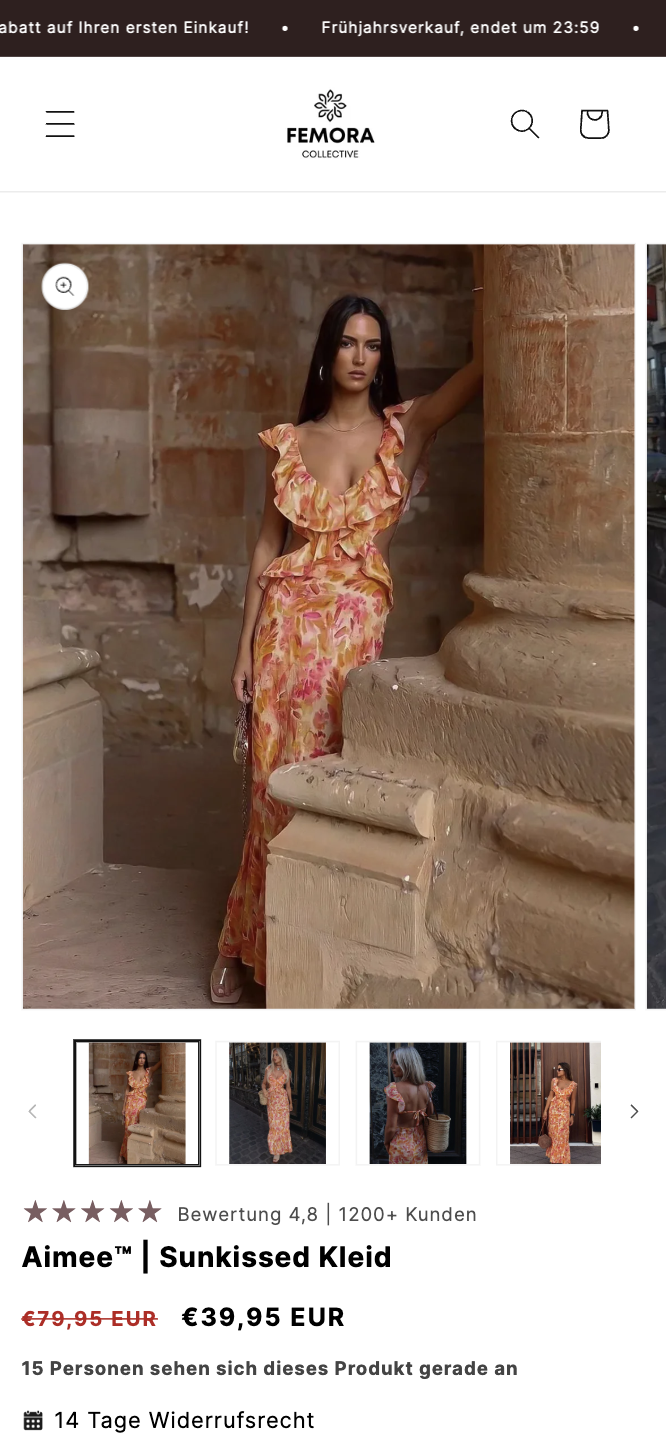 abatt auf Ihren ersten Einkauf! • Frühjahrsverkauf, endet um 23:59 •
FEMORA
COLLECTIVE
Bewertung 4,8 | 1200+ Kunden
Aimee™ | Sunkissed Kleid
€79,95 EUR €39,95 EUR
15 Personen sehen sich dieses Produkt gerade an
14 Tage Widerrufsrecht